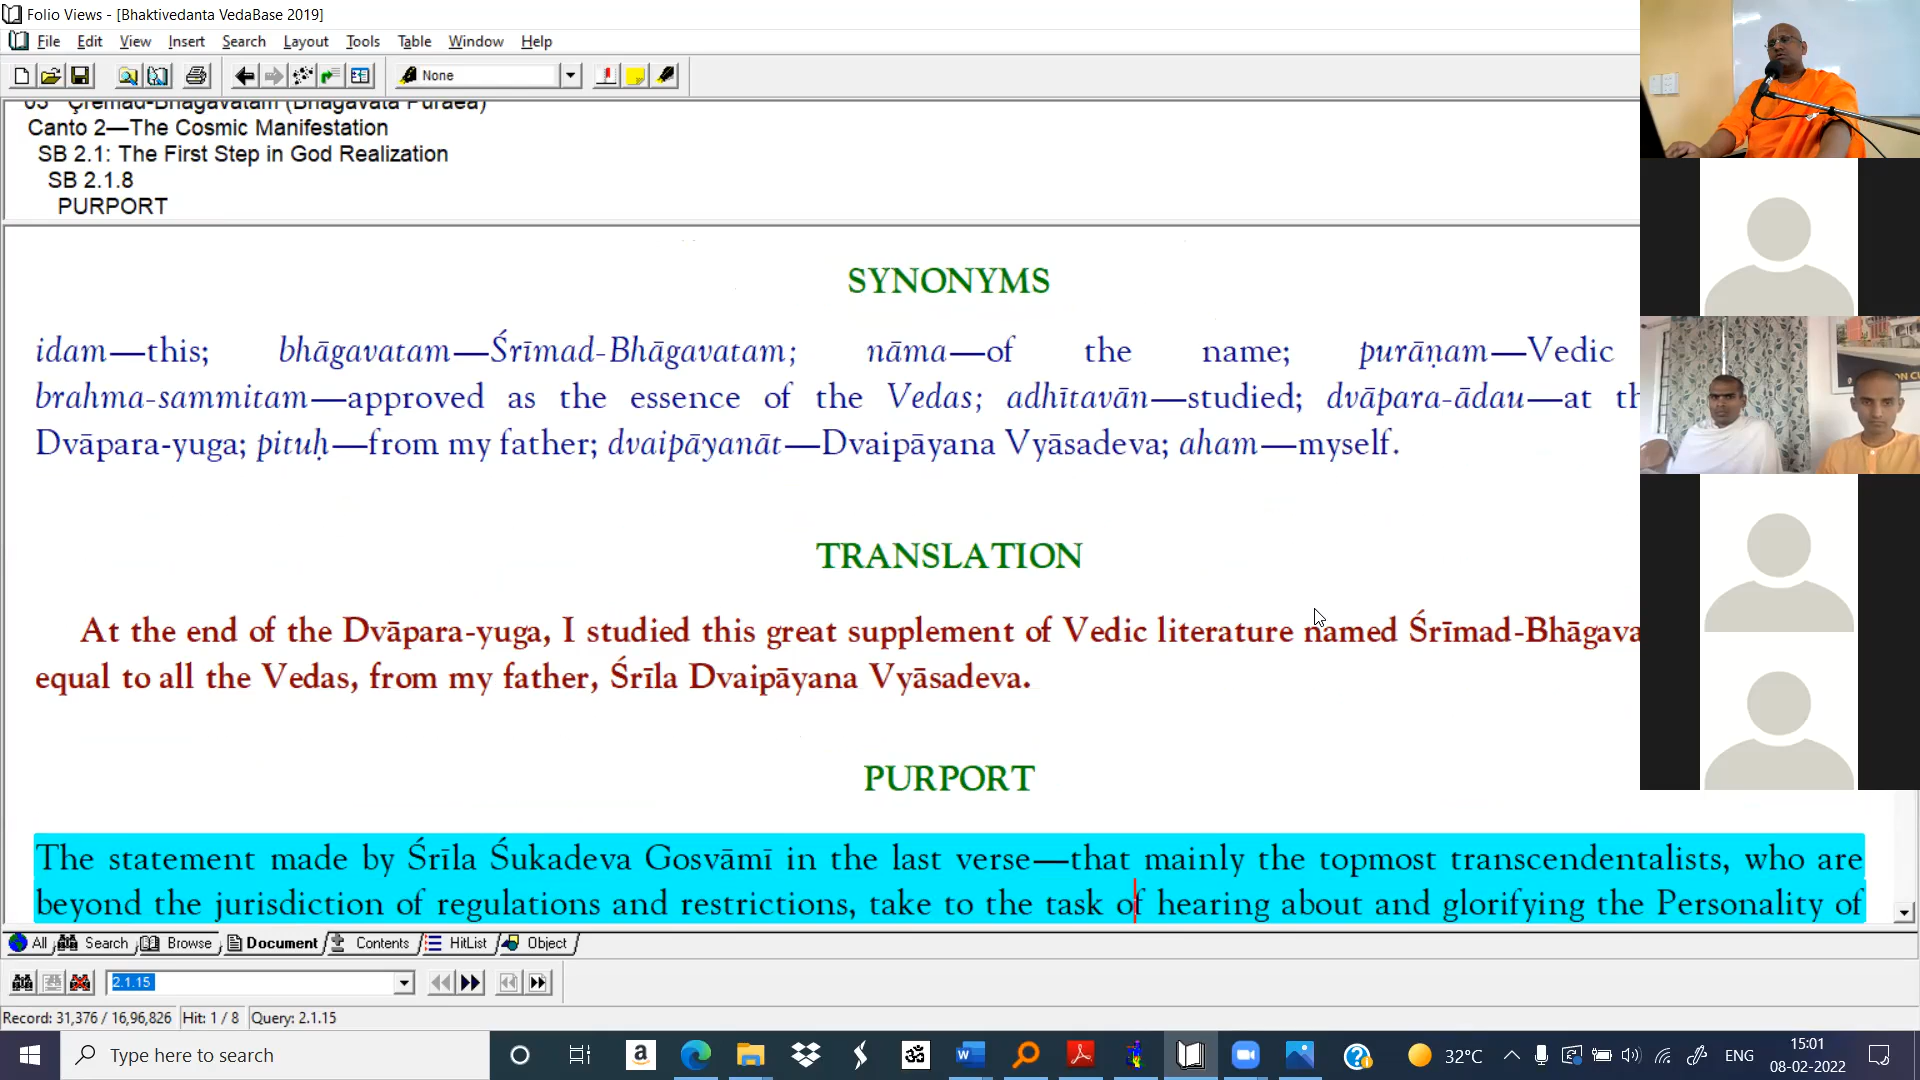 Folio Views - [Bhaktivedanta VedaBase 2019]
File Edit View Insert Search Layout Tools Table Window Help
None
05 Çremad-Bhagavatam (Bhagavata Puraea)
Canto 2—The Cosmic Manifestation
SB 2.1: The First Step in God Realization
SB 2.1.8
PURPORT
SYNONYMS
idam—this; bhāgavatam—Śrīmad-Bhāgavatam; nāma—of the name; purāṇam—Vedic
brahma-sammitam—approved as the essence of the Vedas; adhītavān—studied; dvāpara-ādau—at th
Dvāpara-yuga; pituḥ—from my father; dvaipāyanāt—Dvaipāyana Vyāsadeva; aham—myself.
TRANSLATION
At the end of the Dvāpara-yuga, I studied this great supplement of Vedic literature named Śrīmad-Bhāgava
equal to all the Vedas, from my father, Śrīla Dvaipāyana Vyāsadeva.
PURPORT
The statement made by Śrīla Śukadeva Gosvāmī in the last verse—that mainly the topmost transcendentalists, who are
beyond the jurisdiction of regulations and restrictions, take to the task of hearing about and glorifying the Personality of
All Search Browse Document Contents HitList Object
2.1.15
Record: 31,376 / 16,96,826 Hit: 1 / 8 Query: 2.1.15
Type here to search
32°C
ENG
15:01
08-02-2022